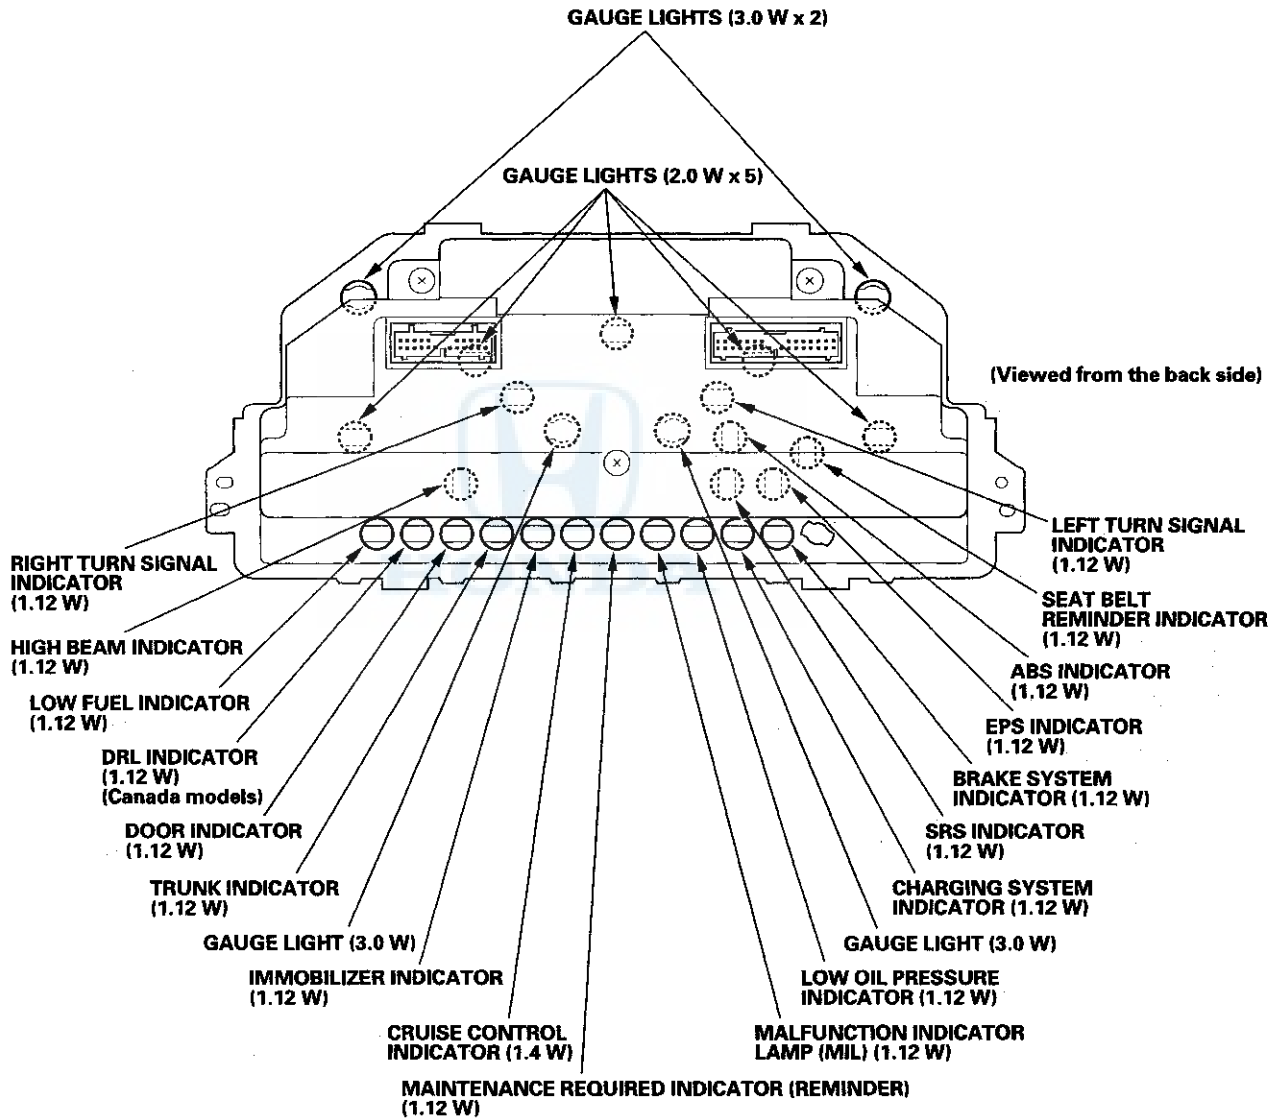 GAUGE LIGHTS (3.0 W x 2)
GAUGE LIGHTS (2.0 W x 5)
(Viewed from the back side)
RIGHT TURN SIGNAL
INDICATOR
(1.12 W)
HIGH BEAM INDICATOR
(1.12 W)
LOW FUEL INDICATOR
(1.12 W)
DRL INDICATOR
(1.12 W)
(Canada models)
DOOR INDICATOR
(1.12 W)
TRUNK INDICATOR
(1.12 W)
GAUGE LIGHT (3.0 W)
IMMOBILIZER INDICATOR
(1.12 W)
CRUISE CONTROL
INDICATOR (1.4 W)
MAINTENANCE REQUIRED INDICATOR (REMINDER)
(1.12 W)
LEFT TURN SIGNAL
INDICATOR
(1.12 W)
SEAT BELT
REMINDER INDICATOR
(1.12 W)
ABS INDICATOR
(1.12 W)
EPS INDICATOR
(1.12 W)
BRAKE SYSTEM
INDICATOR (1.12 W)
SRS INDICATOR
(1.12 W)
CHARGING SYSTEM
INDICATOR (1.12 W)
GAUGE LIGHT (3.0 W)
LOW OIL PRESSURE
INDICATOR (1.12 W)
MALFUNCTION INDICATOR
LAMP (MIL) (1.12 W)
HONDA